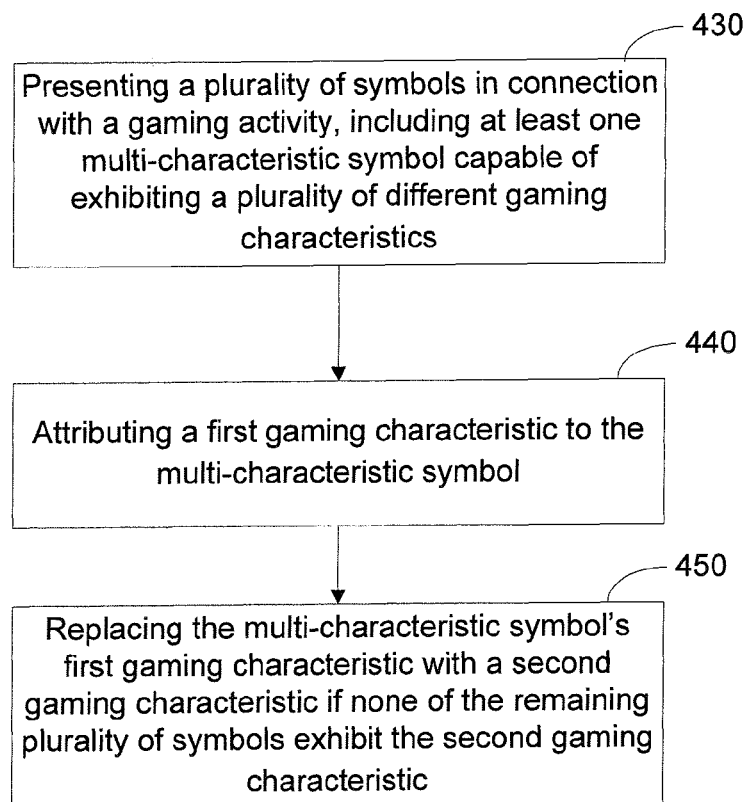 430
Presenting a plurality of symbols in connection
with a gaming activity, including at least one
multi-characteristic symbol capable of
exhibiting a plurality of different gaming
characteristics
440
Attributing a first gaming characteristic to the
multi-characteristic symbol
450
Replacing the multi-characteristic symbol's
first gaming characteristic with a second
gaming characteristic if none of the remaining
plurality of symbols exhibit the second gaming
characteristic